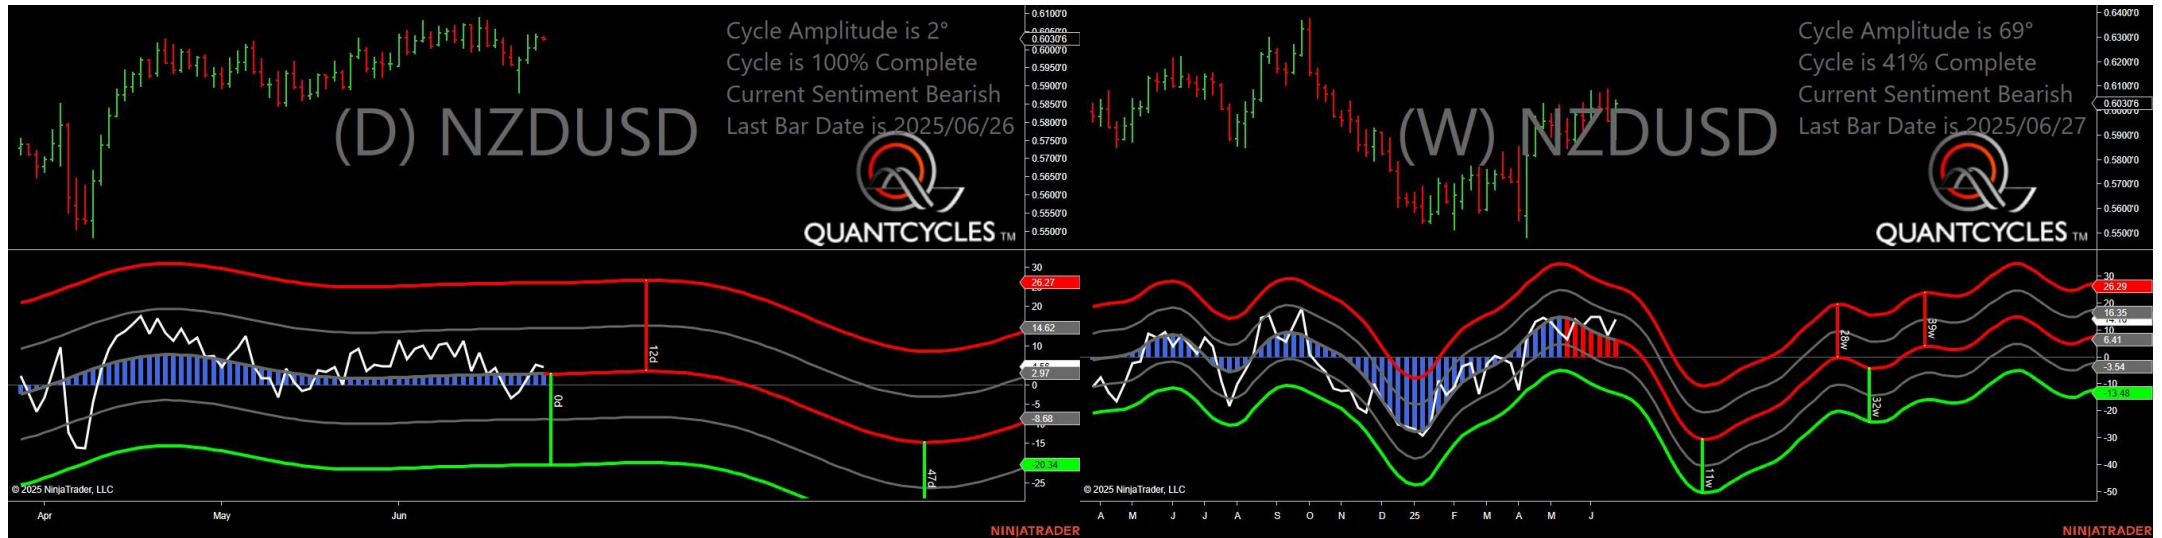 (D) NZDUSD
Cycle Amplitude is 2°
Cycle is 100% Complete
Current Sentiment Bearish
Last Bar Date is 2025/06/26
QUANTCYCLES TM
0.6100'0
0.6030'6
0.6000'0
0.5950'0
0.5900'0
0.5850'0
0.5800'0
0.5750'0
0.5700'0
0.5650'0
0.5600'0
0.5550'0
0.5500'0
30
26.27
20
14.62
10
2.97
0
-5
-8.68
-15
-20.34
-25
12d
0d
47d
© 2025 NinjaTrader, LLC
Apr
May
Jun
NINJATRADER
(W) NZDUSD
Cycle Amplitude is 69°
Cycle is 41% Complete
Current Sentiment Bearish
Last Bar Date is 2025/06/27
QUANTCYCLES TM
0.6400'0
0.6300'0
0.6200'0
0.6100'0
0.6030'6
0.5900'0
0.5800'0
0.5700'0
0.5600'0
0.5500'0
30
26.29
20
16.35
10
6.41
0
-3.54
-10
-13.48
-20
-30
-40
-50
28w
39w
32w
11w
© 2025 NinjaTrader, LLC
A M J J A S O N D 25 F M A M J
NINJATRADER